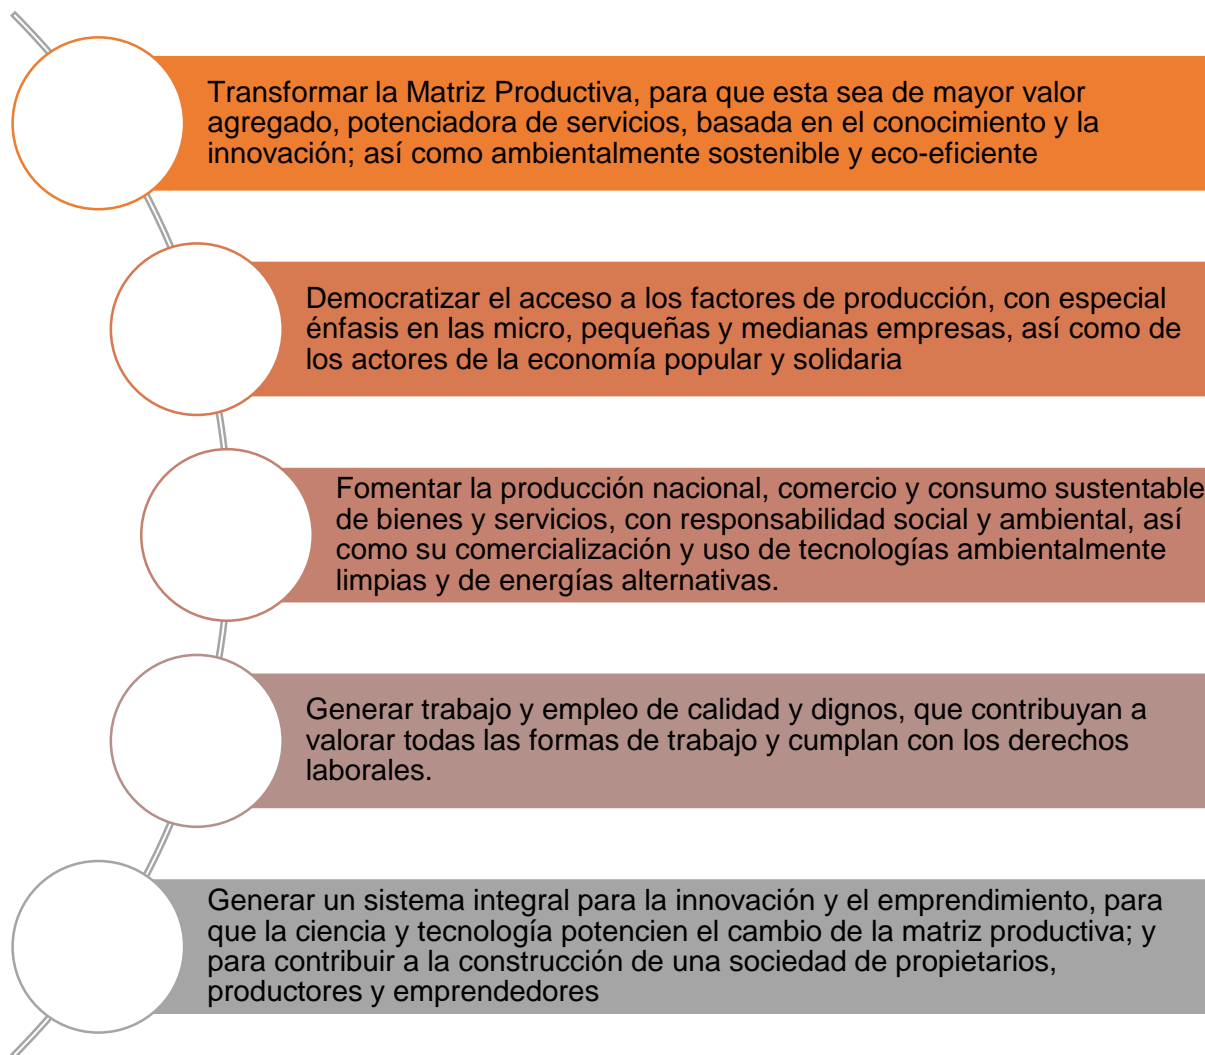 Transformar la Matriz Productiva, para que esta sea de mayor valor
agregado, potenciadora de servicios, basada en el conocimiento y la
innovación; así como ambientalmente sostenible y eco-eficiente
Democratizar el acceso a los factores de producción, con especial
énfasis en las micro, pequeñas y medianas empresas, así como de
los actores de la economía popular y solidaria
Fomentar la producción nacional, comercio y consumo sustentable
de bienes y servicios, con responsabilidad social y ambiental, así
como su comercialización y uso de tecnologías ambientalmente
limpias y de energías alternativas.
Generar trabajo y empleo de calidad y dignos, que contribuyan a
valorar todas las formas de trabajo y cumplan con los derechos
laborales.
Generar un sistema integral para la innovación y el emprendimiento, para
que la ciencia y tecnología potencien el cambio de la matriz productiva; y
para contribuir a la construcción de una sociedad de propietarios,
productores y emprendedores